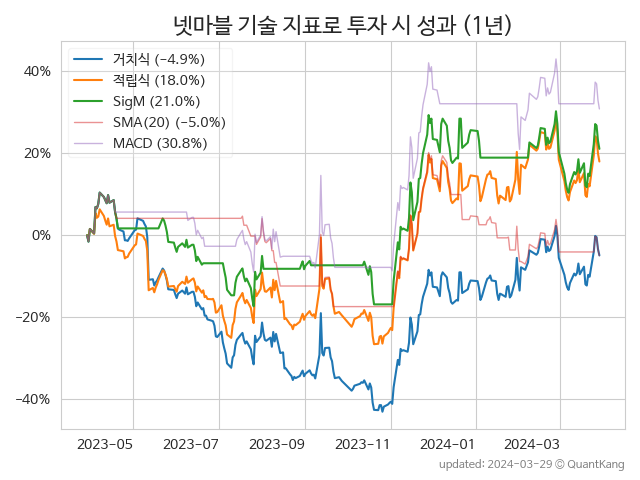 넷마블 기술 지표로 투자 시 성과 (1년)
거치식 (−4.9%)
적립식 (18.0%)
SigM (21.0%)
SMA(20) (−5.0%)
MACD (30.8%)
40%
20%
0%
−20%
−40%
2023−05 2023−07 2023−09 2023−11 2024−01 2024−03
updated: 2024−03−29 © QuantKang